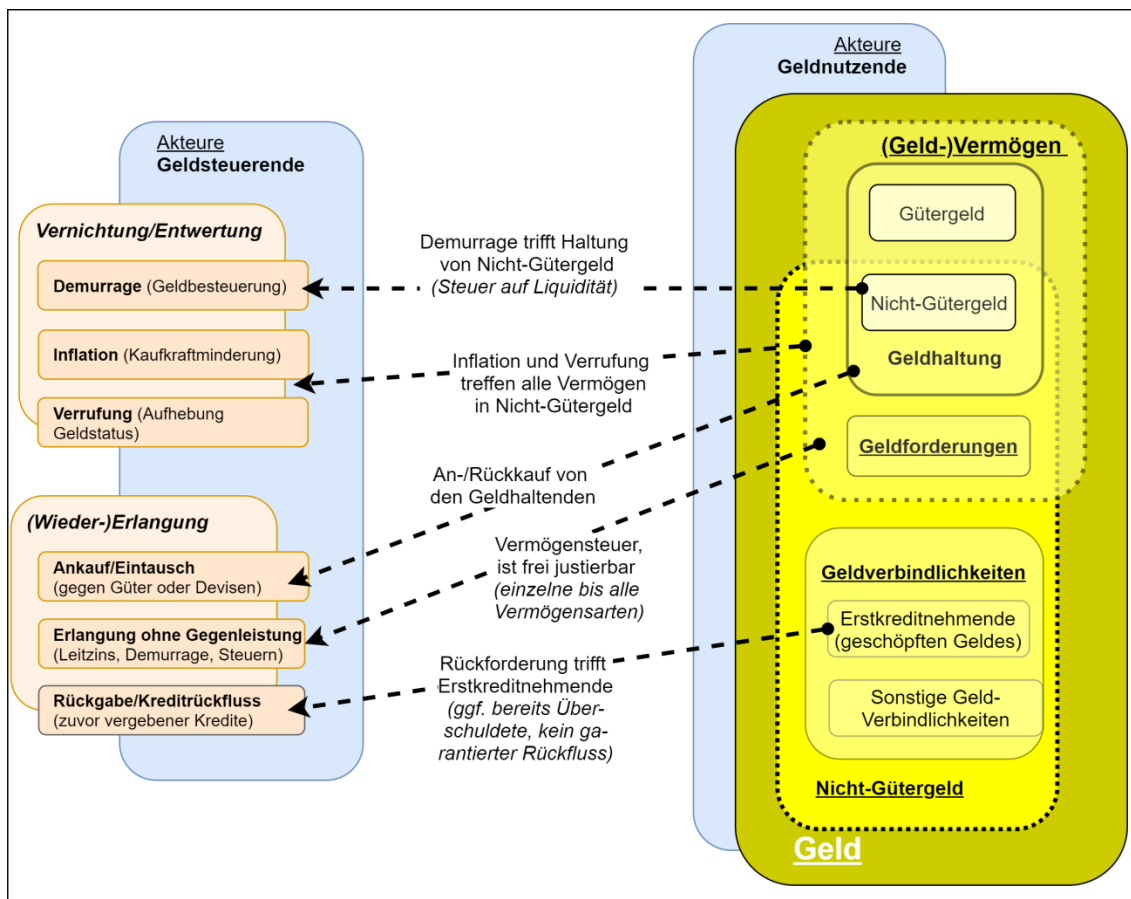 Akteure
Geldnutzende
Akteure
Geldsteuernde
Vernichtung/Entwertung
Demurrage (Geldbesteuerung)
Inflation (Kaufkraftminderung)
Verrufung (Aufhebung
Geldstatus)
(Wieder-)Erlangung
Ankauf/Eintausch
(gegen Güter oder Devisen)
Erlangung ohne Gegenleistung
(Leitzins, Demurrage, Steuern)
Rückgabe/Kreditrückfluss
(zuvor vergebener Kredite)
Demurrage trifft Haltung
von Nicht-Gütergeld
(Steuer auf Liquidität)
Inflation und Verrufung
treffen alle Vermögen
in Nicht-Gütergeld
An-/Rückkauf von
den Geldhaltenden
Vermögensteuer,
ist frei justierbar
(einzelne bis alle
Vermögensarten)
Rückforderung trifft
Erstkreditnehmende
(ggf. bereits Über-
schuldete, kein ga-
rantierter Rückfluss)
(Geld-)Vermögen
Gütergeld
Nicht-Gütergeld
Geldhaltung
Geldforderungen
Geldverbindlichkeiten
Erstkreditnehmende
(geschöpften Geldes)
Sonstige Geld-
Verbindlichkeiten
Nicht-Gütergeld
Geld